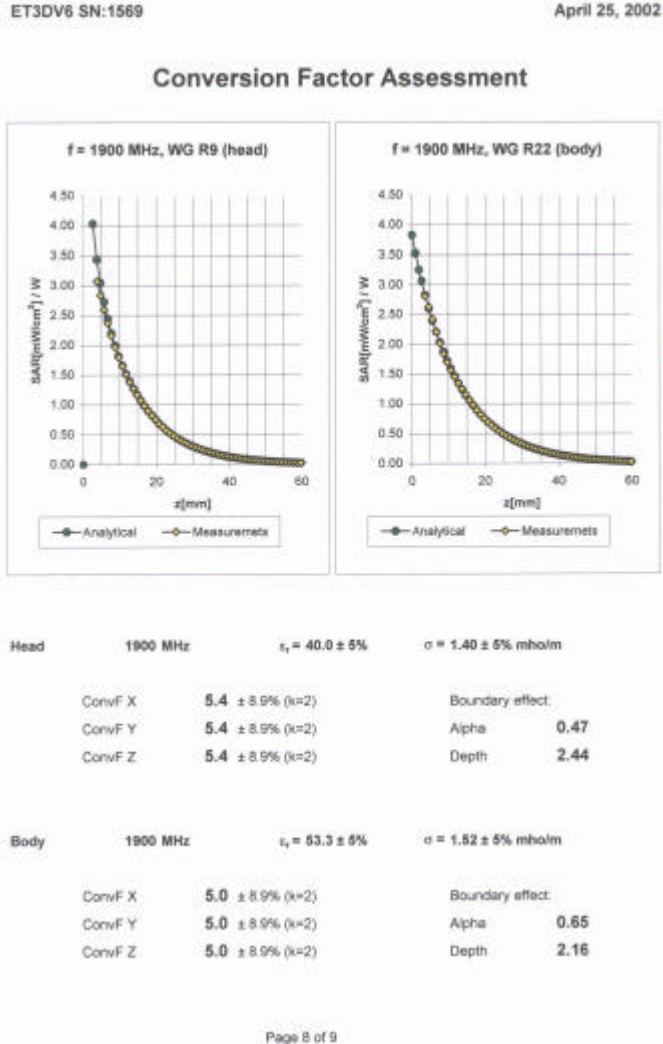 ET3DV6 SN:1569 April 25, 2002
Conversion Factor Assessment
f = 1900 MHz, WG R9 (head)
4.50
4.00
3.50
3.00
2.50
2.00
1.50
1.00
0.50
0.00
SAR[mW/cm³] / W
0 20 40 60
z[mm]
Analytical Measuremets
f = 1900 MHz, WG R22 (body)
4.50
4.00
3.50
3.00
2.50
2.00
1.50
1.00
0.50
0.00
SAR[mW/cm³] / W
0 20 40 60
z[mm]
Analytical Measuremets
Head 1900 MHz εr = 40.0 ± 5% σ = 1.40 ± 5% mho/m
ConvF X 5.4 ± 8.9% (k=2) Boundary effect:
ConvF Y 5.4 ± 8.9% (k=2) Alpha 0.47
ConvF Z 5.4 ± 8.9% (k=2) Depth 2.44
Body 1900 MHz εr = 53.3 ± 5% σ = 1.52 ± 5% mho/m
ConvF X 5.0 ± 8.9% (k=2) Boundary effect:
ConvF Y 5.0 ± 8.9% (k=2) Alpha 0.65
ConvF Z 5.0 ± 8.9% (k=2) Depth 2.16
Page 8 of 9